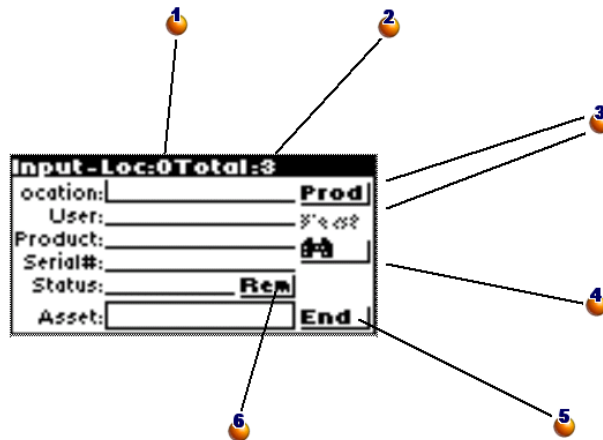 1
2
3
Input-Loc:0Total:3
ocation: Prod
User:
Product:
Serial#:
Status: Rem
4
Asset: End
5
6